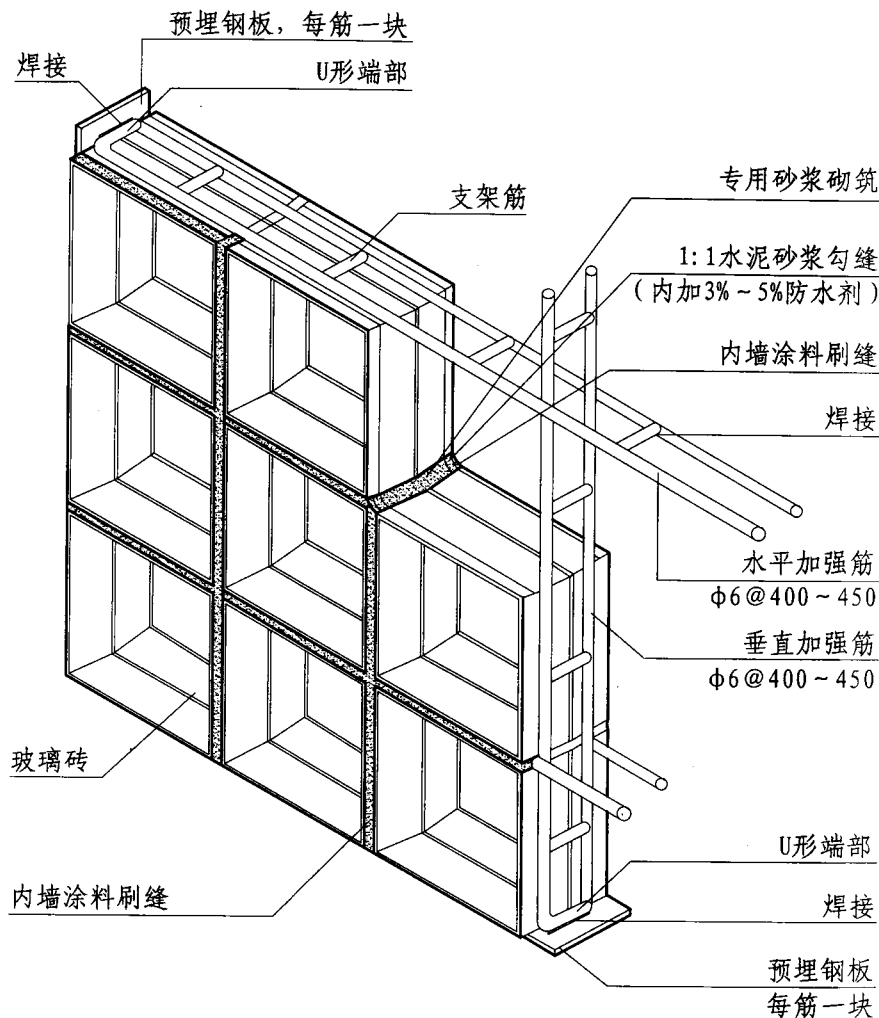 预埋钢板，每筋一块
焊接
U形端部
专用砂浆砌筑
支架筋
1:1水泥砂浆勾缝
（内加3%～5%防水剂）
内墙涂料刷缝
焊接
水平加强筋
φ6@400～450
垂直加强筋
φ6@400～450
玻璃砖
U形端部
内墙涂料刷缝
焊接
预埋钢板
每筋一块